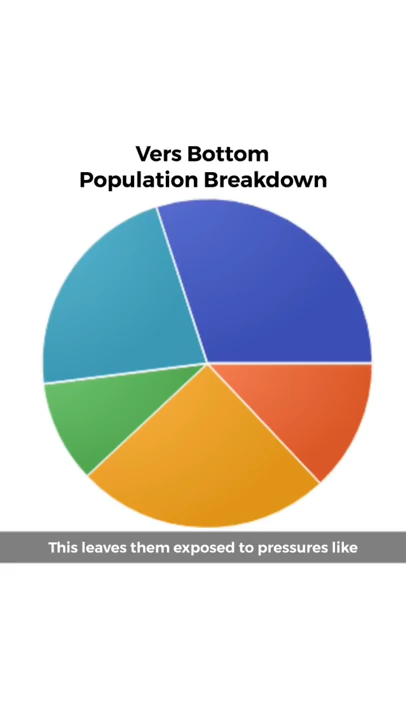 Vers Bottom
Population Breakdown
This leaves them exposed to pressures like